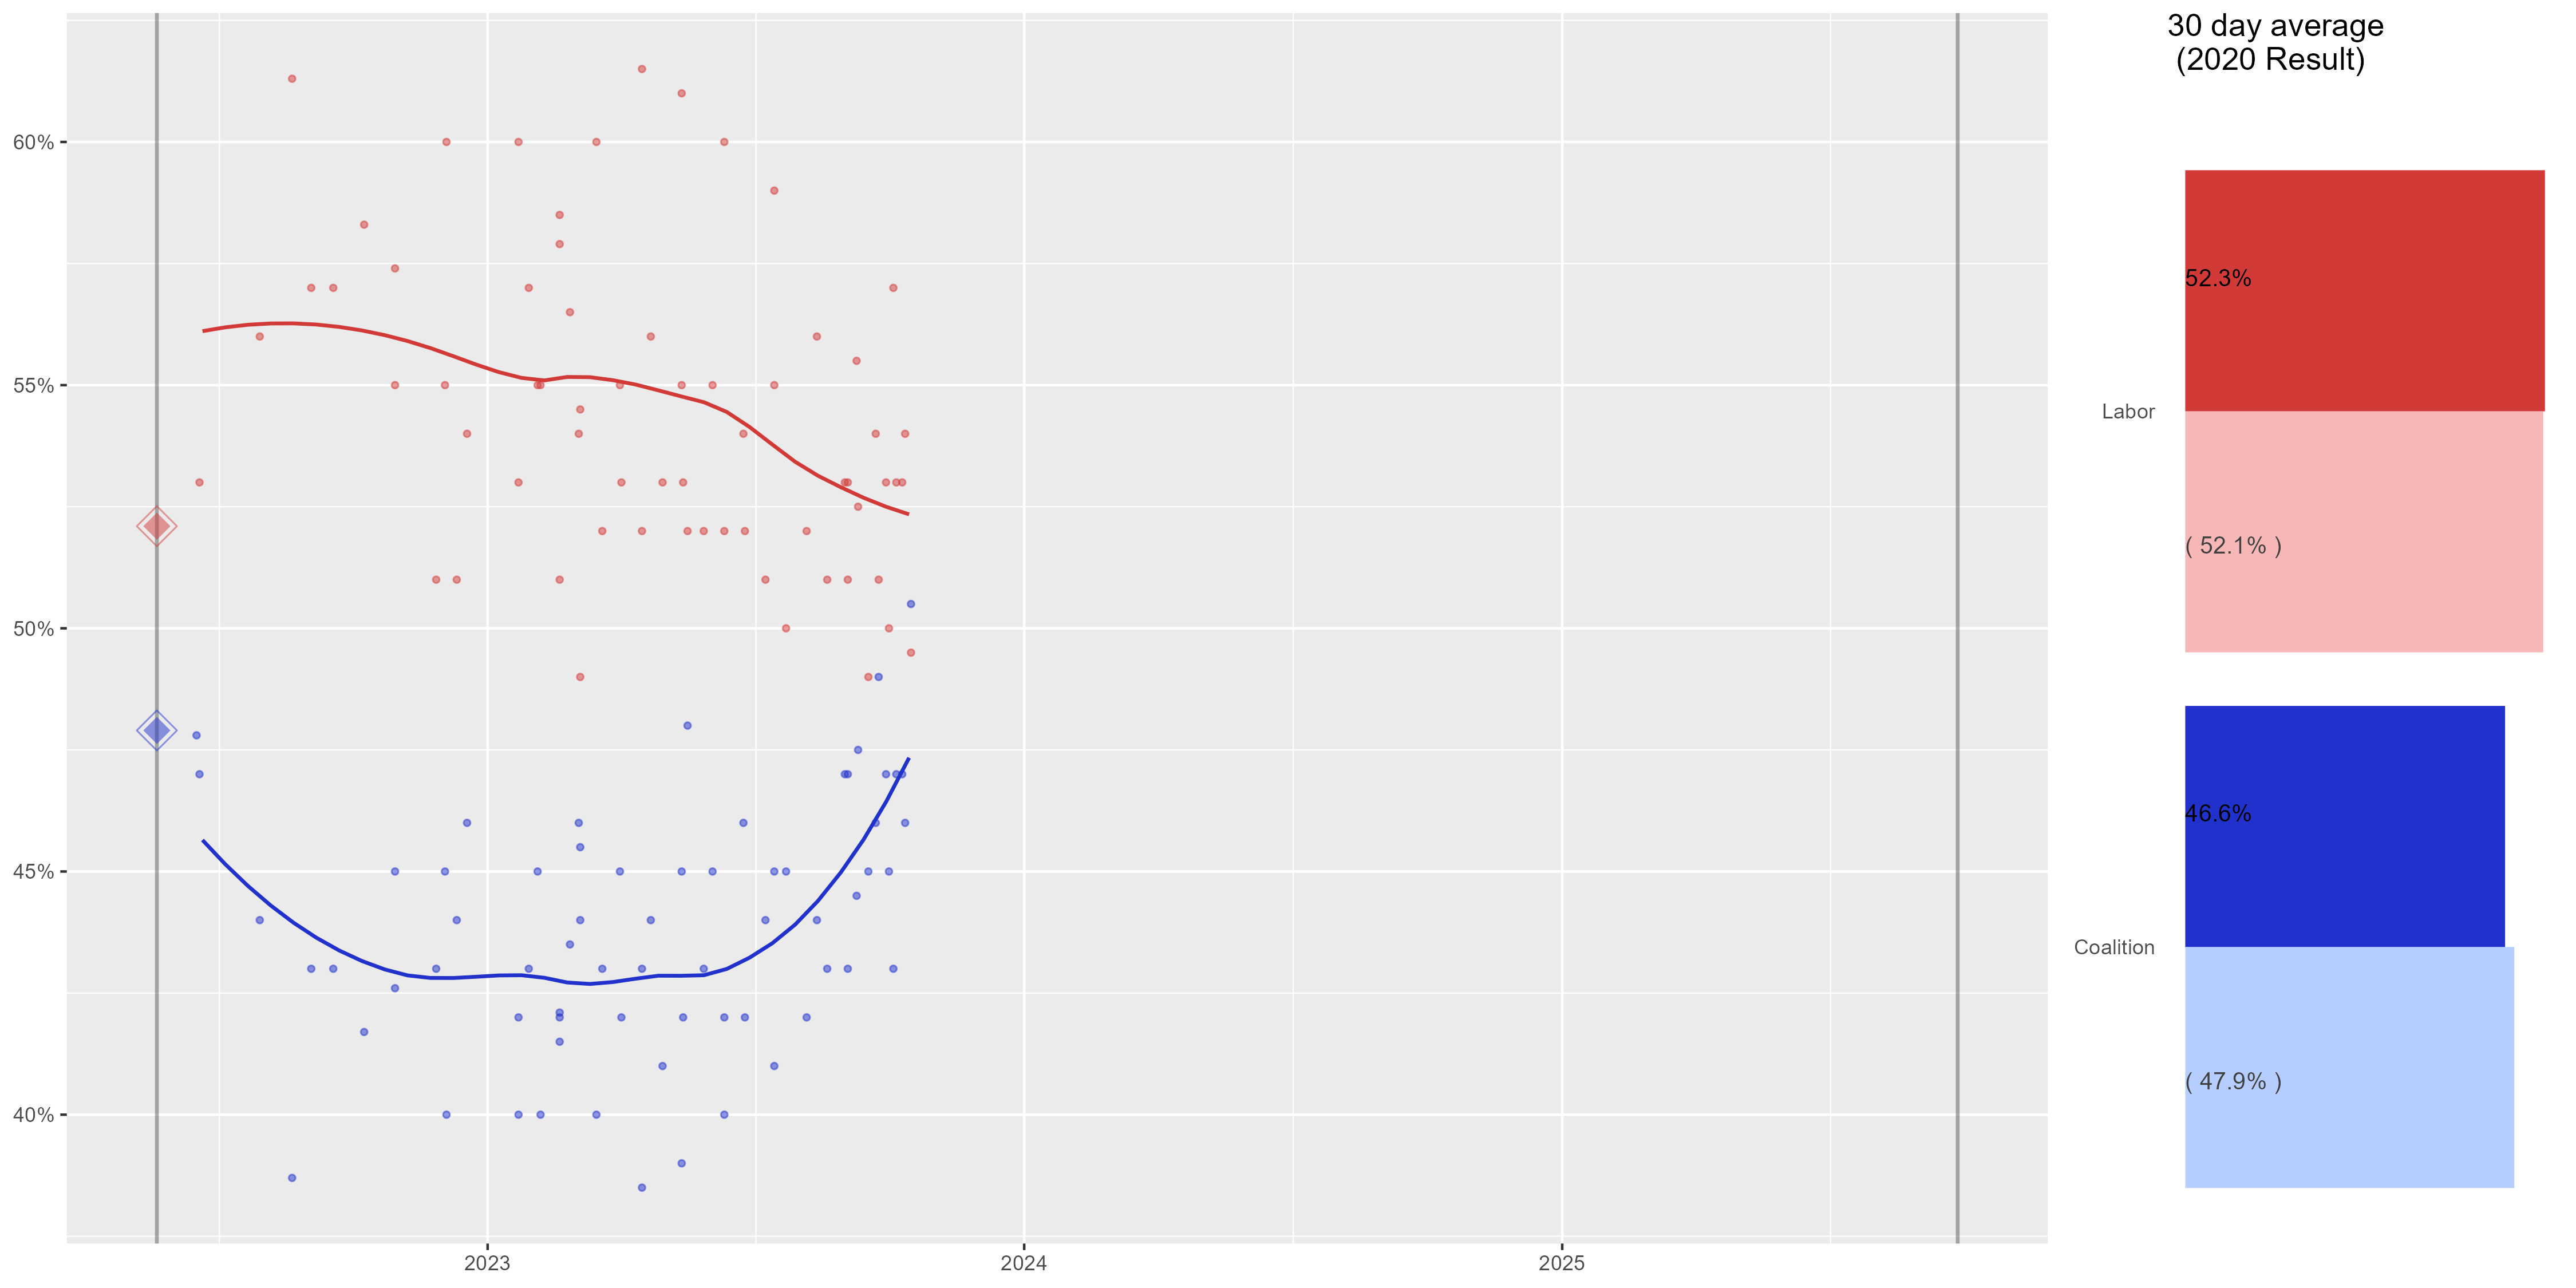 30 day average
(2020 Result)
60%
55%
50%
45%
40%
2023
2024
2025
Labor
52.3%
( 52.1% )
Coalition
46.6%
( 47.9% )